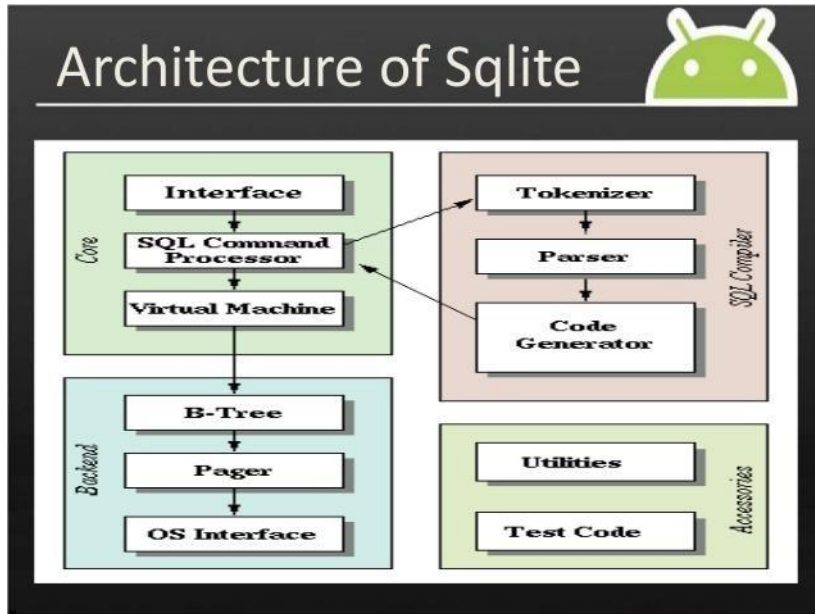 Architecture of Sqlite
Core
Interface
SQL Command
Processor
Virtual Machine
SQL Compiler
Tokenizer
Parser
Code
Generator
Backend
B-Tree
Pager
OS Interface
Accessories
Utilities
Test Code